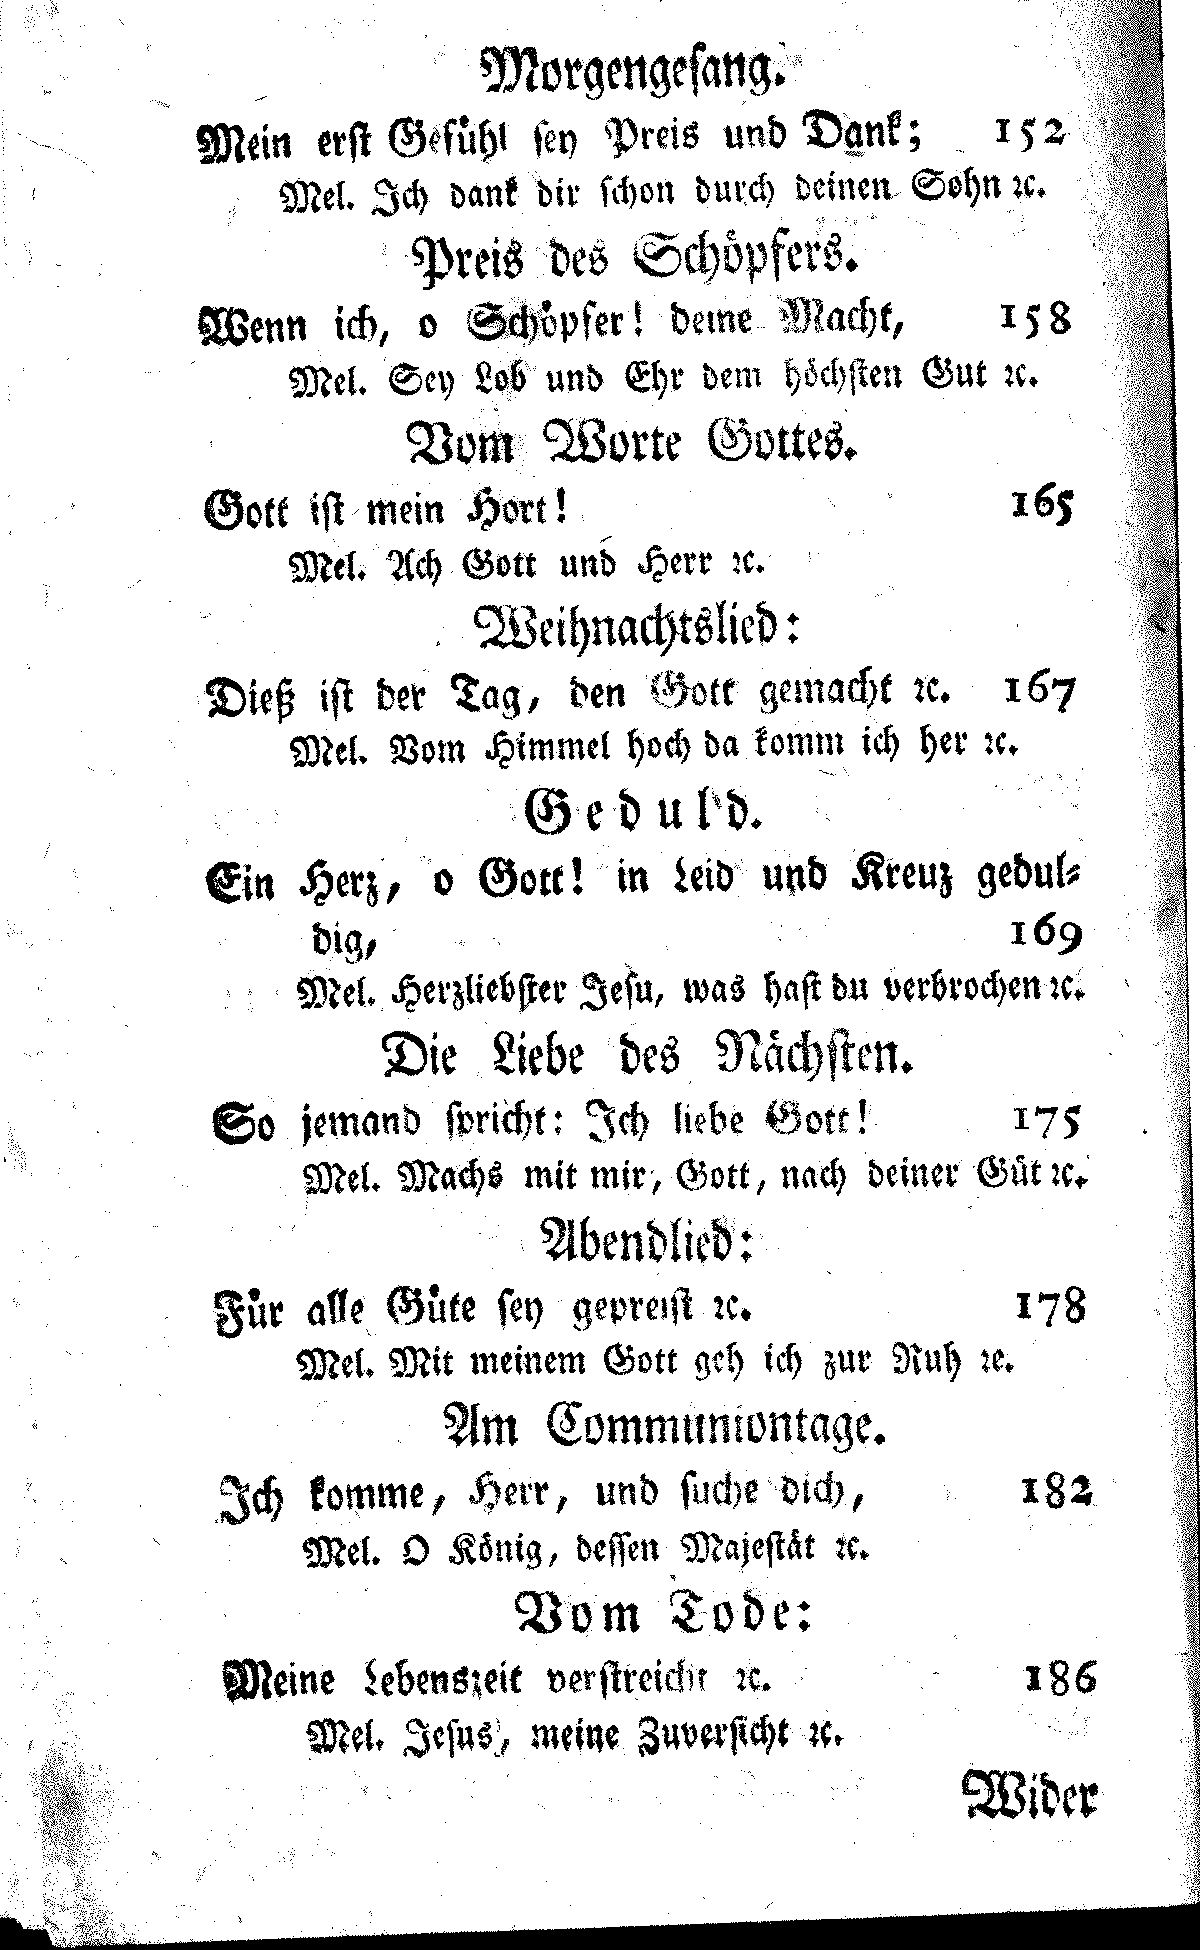 Morgengesang.
Mein erst Gefühl sey Preis und Dank; 152
Mel. Ich dank dir schon durch deinen Sohn ꝛc.
Preis des Schöpfers.
Wenn ich, o Schöpfer! deine Macht, 158
Mel. Sey Lob und Ehr dem höchsten Gut ꝛc.
Vom Worte Gottes.
Gott ist mein Hort! 165
Mel. Ach Gott und Herr ꝛc.
Weihnachtslied:
Dieß ist der Tag, den Gott gemacht ꝛc. 167
Mel. Vom Himmel hoch da komm ich her ꝛc.
Geduld.
Ein Herz, o Gott! in Leid und Kreuz gedul-
dig, 169
Mel. Herzliebster Jesu, was hast du verbrochen ꝛc.
Die Liebe des Nächsten.
So jemand spricht: Ich liebe Gott! 175
Mel. Machs mit mir, Gott, nach deiner Güt ꝛc.
Abendlied:
Für alle Güte sey gepreist ꝛc. 178
Mel. Mit meinem Gott geh ich zur Ruh ꝛc.
Am Communiontage.
Ich komme, Herr, und suche dich, 182
Mel. O König, dessen Majestät ꝛc.
Vom Tode:
Meine Lebenszeit verstreicht ꝛc. 186
Mel. Jesus, meine Zuversicht ꝛc.
Wider